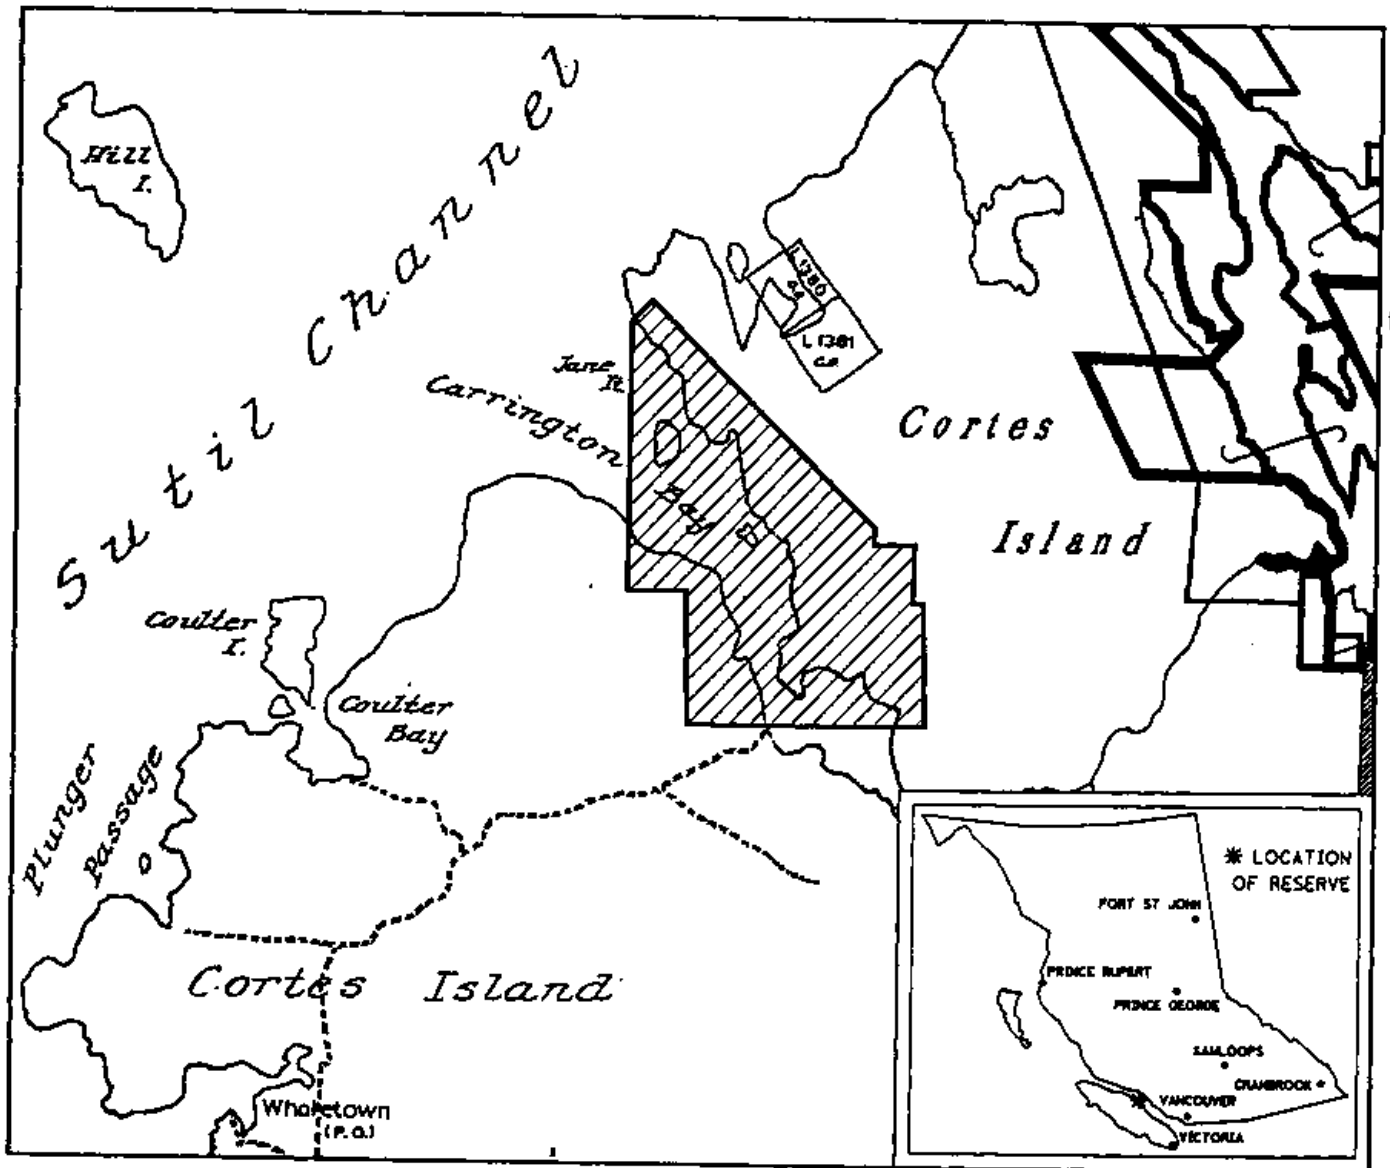 Sutil Channel
Hill
I.
L 1380
L 1381
Jane
Carrington
Bay
Cortes
Island
Coulter
I.
Coulter
Bay
Plunger
Passage
Cortes Island
Whaletown
(P.O.)
✳ LOCATION
OF RESERVE
FORT ST JOHN
PRINCE RUPERT
PRINCE GEORGE
KAMLOOPS
CRANBROOK
VANCOUVER
VICTORIA